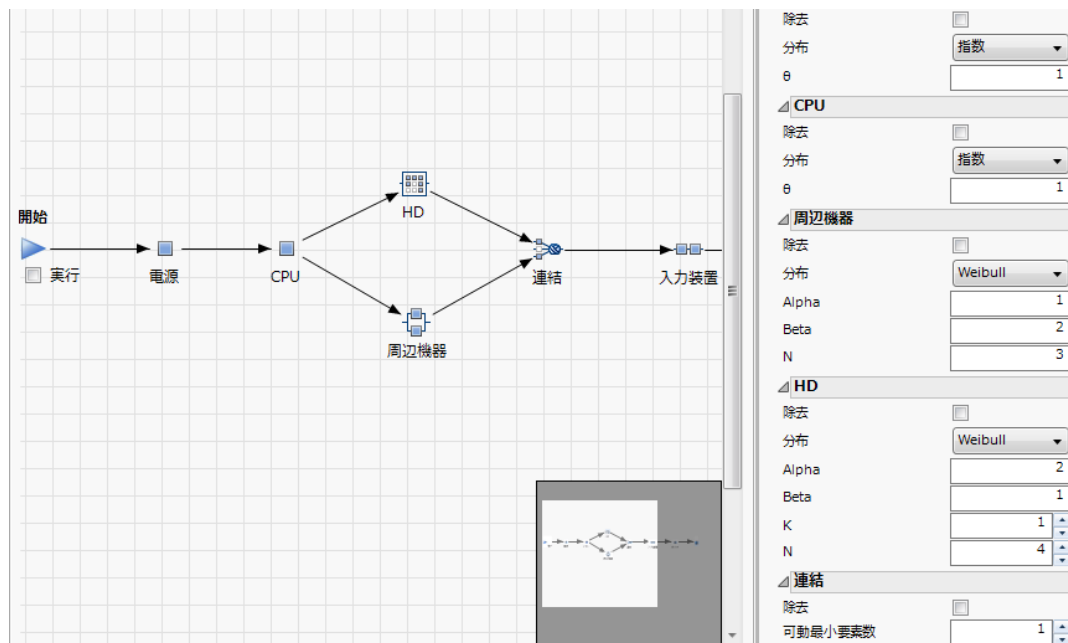 開始
実行
電源
CPU
HD
周辺機器
連結
入力装置
除去
分布 指数
θ 1
CPU
除去
分布 指数
θ 1
周辺機器
除去
分布 Weibull
Alpha 1
Beta 2
N 3
HD
除去
分布 Weibull
Alpha 2
Beta 1
K 1
N 4
連結
除去
可動最小要素数 1